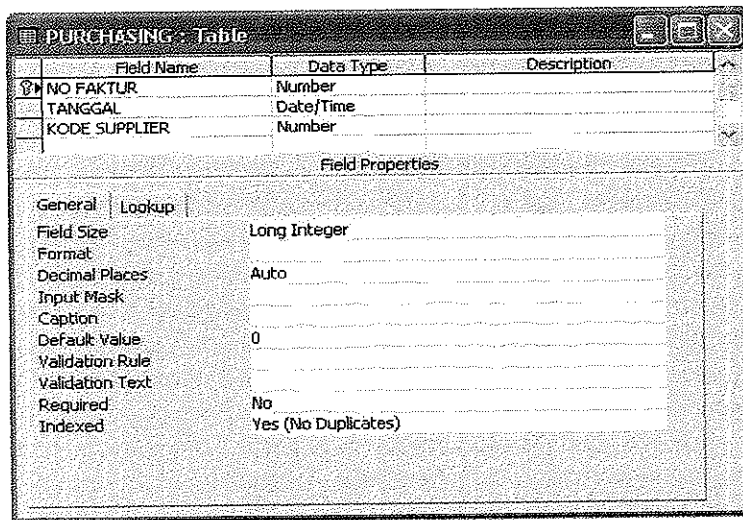 PURCHASING : Table
Field Name Data Type Description
NO FAKTUR Number
TANGGAL Date/Time
KODE SUPPLIER Number
Field Properties
General Lookup
Field Size Long Integer
Format
Decimal Places Auto
Input Mask
Caption
Default Value 0
Validation Rule
Validation Text
Required No
Indexed Yes (No Duplicates)